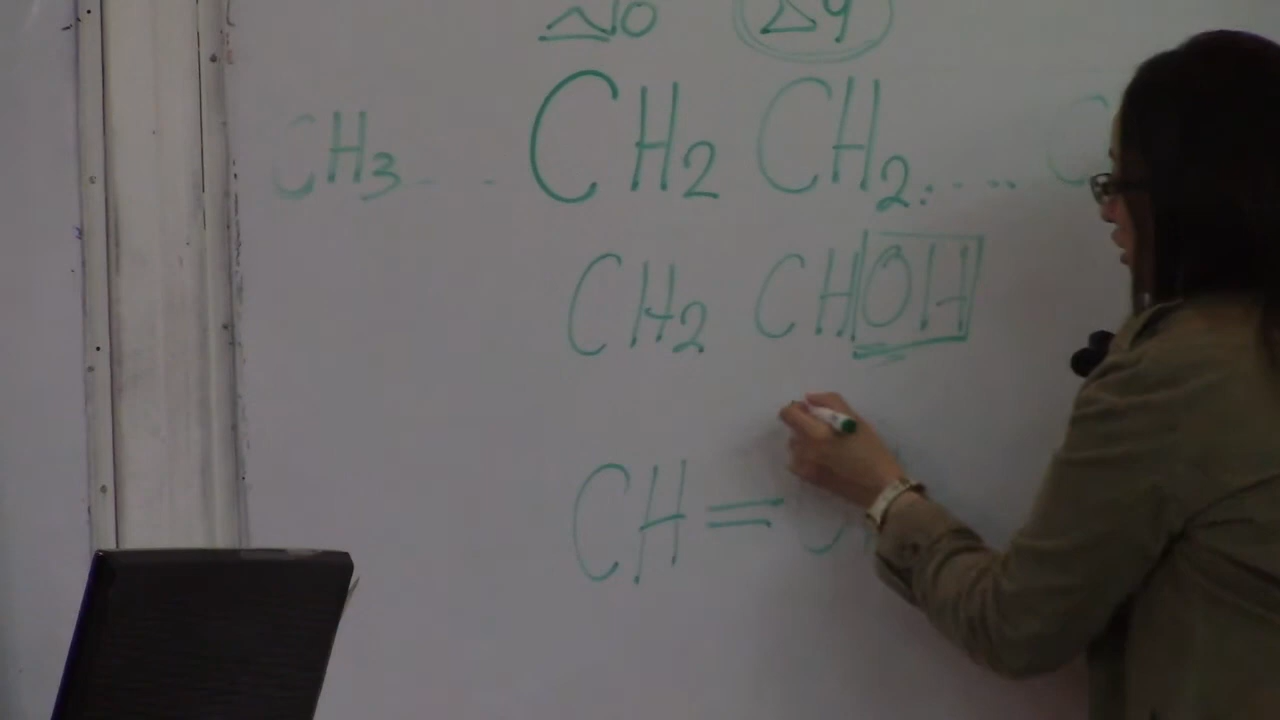 Δ10 Δ9
CH3 .. CH2 CH2.....C
CH2 CHOH
CH=